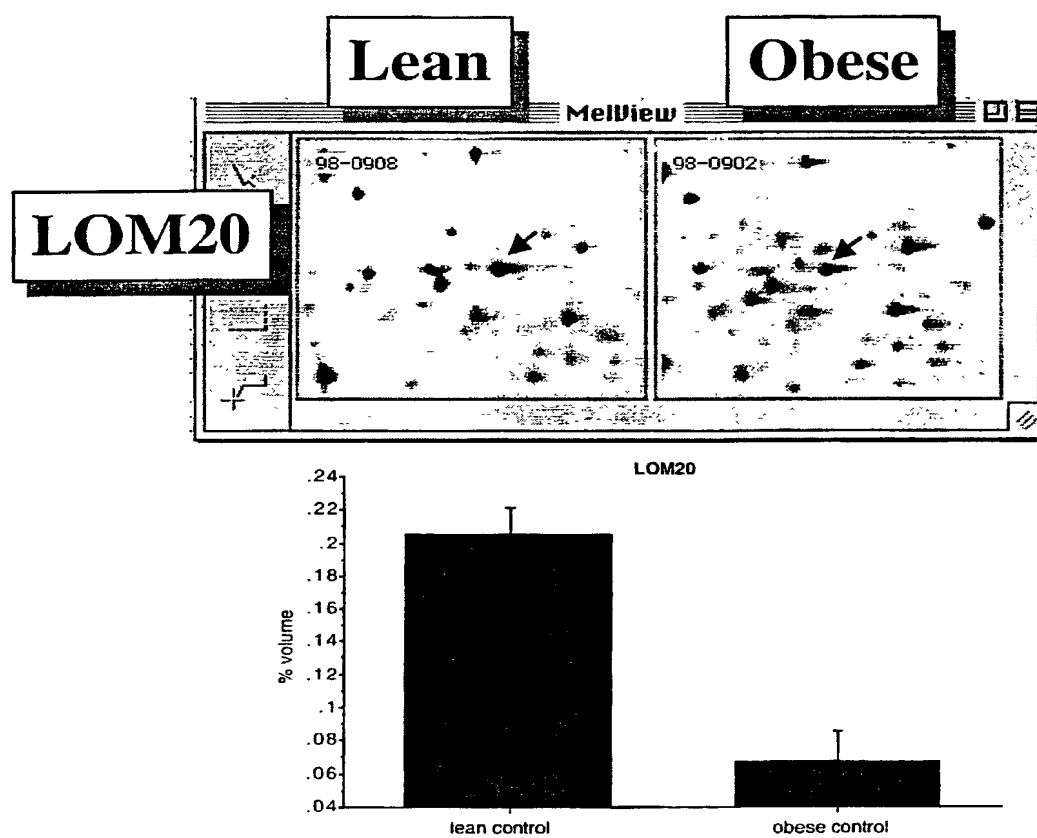 Lean
Obese
MelView
98-0908
98-0902
LOM20
LOM20
.24
.22
.2
.18
.16
.14
.12
.1
.08
.06
.04
% volume
lean control
obese control